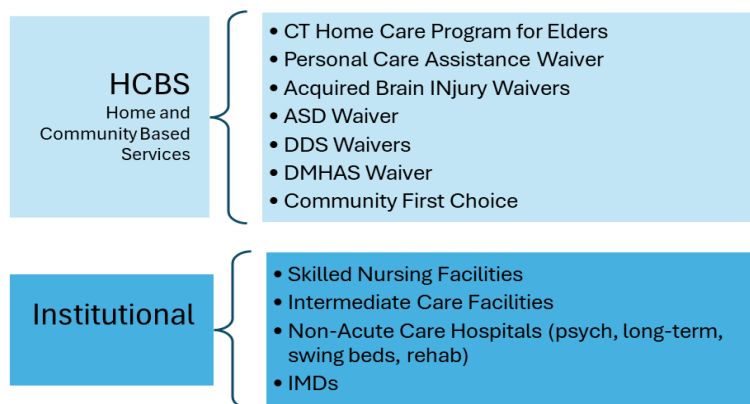 HCBS
Home and
Community Based
Services
• CT Home Care Program for Elders
• Personal Care Assistance Waiver
• Acquired Brain INjury Waivers
• ASD Waiver
• DDS Waivers
• DMHAS Waiver
• Community First Choice
Institutional
• Skilled Nursing Facilities
• Intermediate Care Facilities
• Non-Acute Care Hospitals (psych, long-term,
swing beds, rehab)
• IMDs